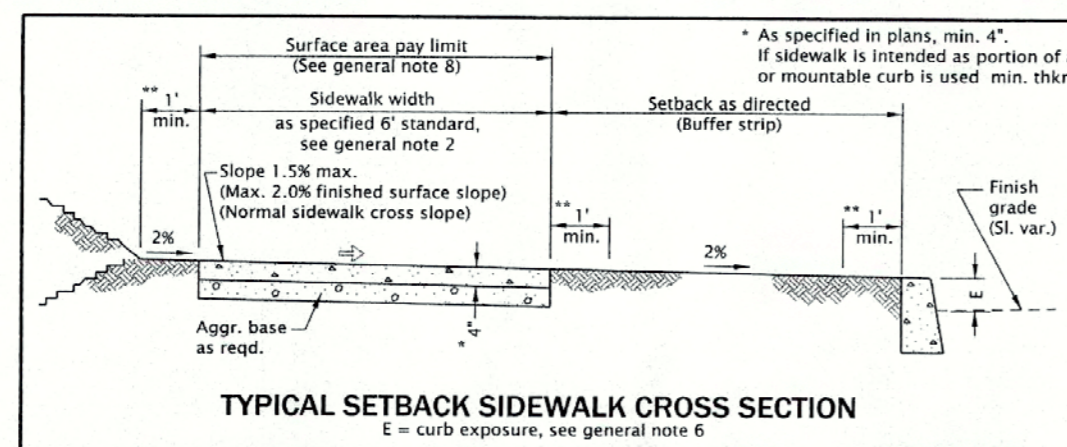 Surface area pay limit
(See general note 8)
* As specified in plans, min. 4".
If sidewalk is intended as portion of
or mountable curb is used min.
** 1'
min.
Sidewalk width
as specified 6' standard,
see general note 2
Setback as directed
(Buffer strip)
Slope 1.5% max.
(Max. 2.0% finished surface slope)
(Normal sidewalk cross slope)
** 1'
min.
** 1'
min.
Finish
grade
(Sl. var.)
2%
2%
E
Aggr. base
as reqd.
* 4"
TYPICAL SETBACK SIDEWALK CROSS SECTION
E = curb exposure, see general note 6